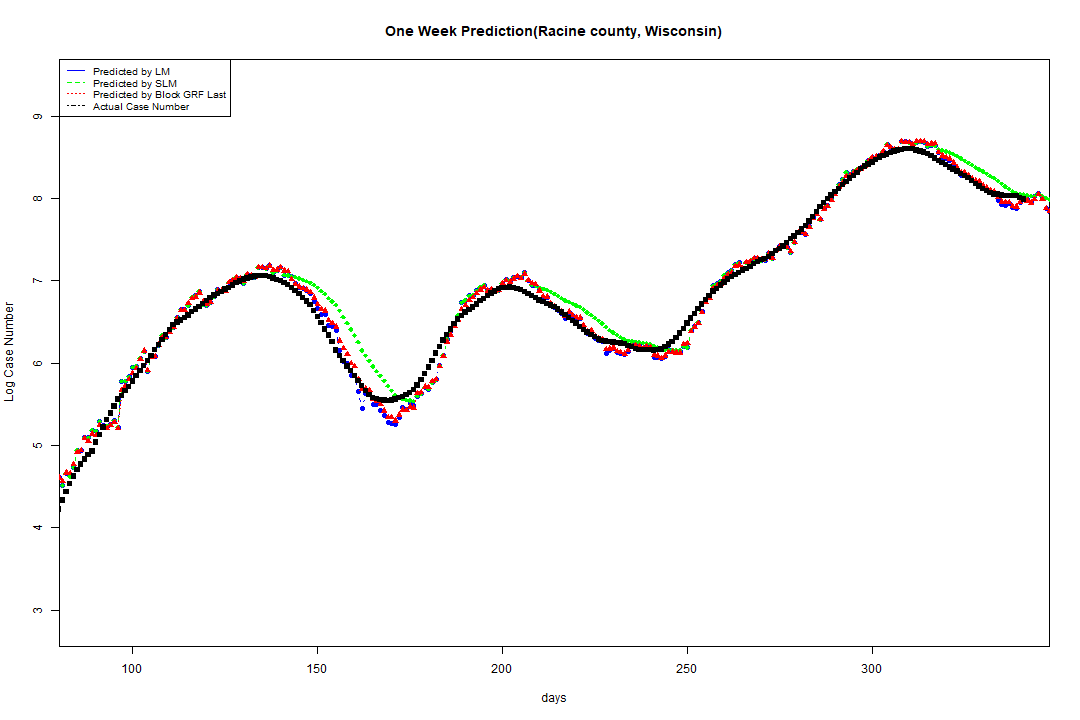 One Week Prediction(Racine county, Wisconsin)
Predicted by LM
Predicted by SLM
Predicted by Block GRF Last
Actual Case Number
9
8
7
6
5
4
3
Log Case Number
100 150 200 250 300
days